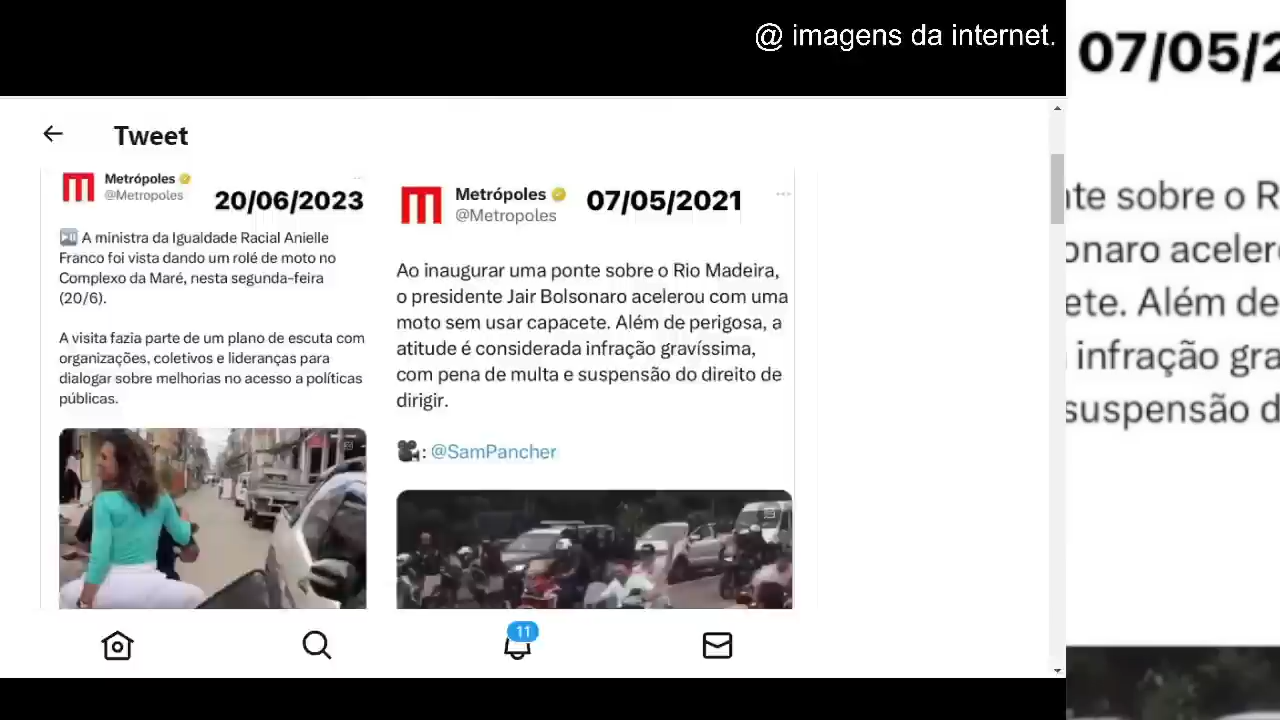 @ imagens da internet.
Tweet
Metrópoles
@Metropoles
20/06/2023
A ministra da Igualdade Racial Anielle
Franco foi vista dando um rolé de moto no
Complexo da Maré, nesta segunda-feira
(20/6).
A visita fazia parte de um plano de escuta com
organizações, coletivos e lideranças para
dialogar sobre melhorias no acesso a políticas
públicas.
Metrópoles
@Metropoles
07/05/2021
Ao inaugurar uma ponte sobre o Rio Madeira,
o presidente Jair Bolsonaro acelerou com uma
moto sem usar capacete. Além de perigosa, a
atitude é considerada infração gravíssima,
com pena de multa e suspensão do direito de
dirigir.
: @SamPancher
11
07/05/2
te sobre o R
onaro aceler
ete. Além de
infração gra
suspensão d